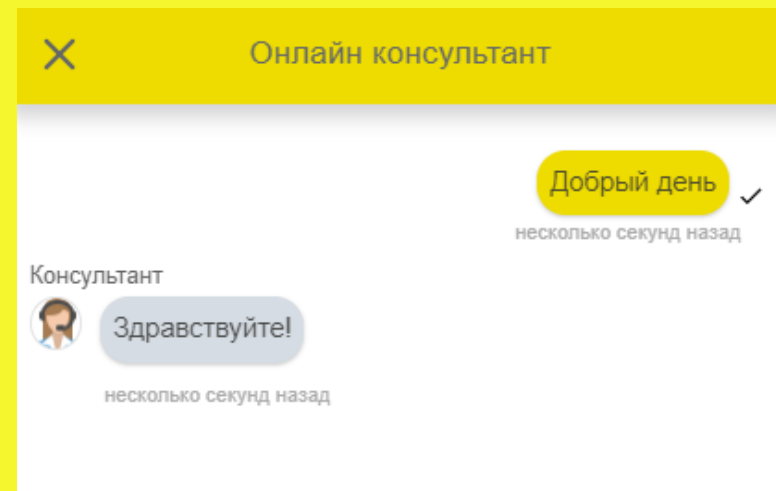 Онлайн консультант
Добрый день
несколько секунд назад
Консультант
Здравствуйте!
несколько секунд назад